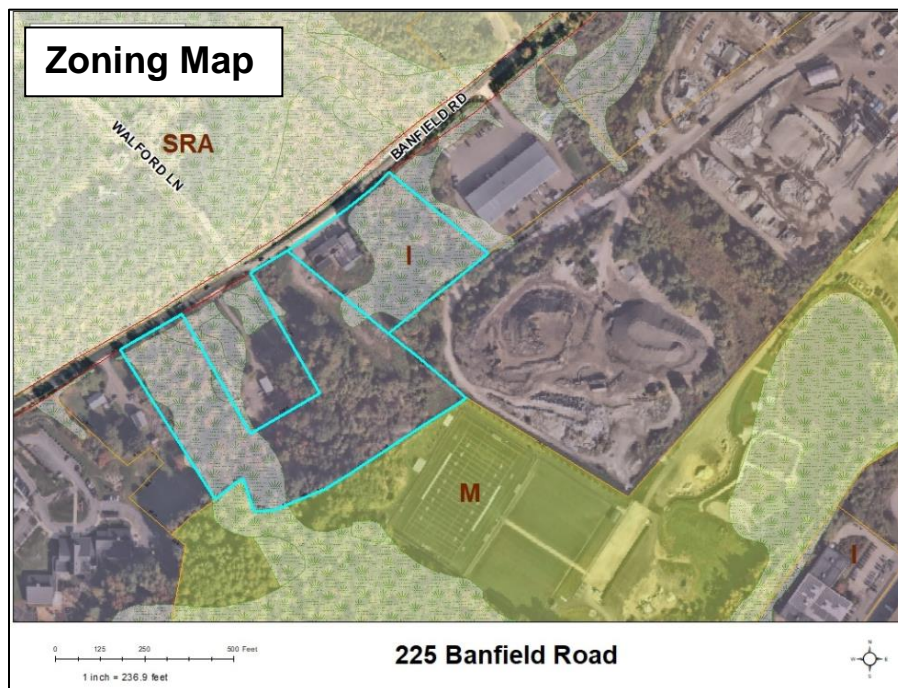 Zoning Map
BANFIELD RD
WALFORD LN
SRA
I
M
I
0 125 250 500 Feet
1 inch = 236.9 feet
225 Banfield Road
N
W E
S